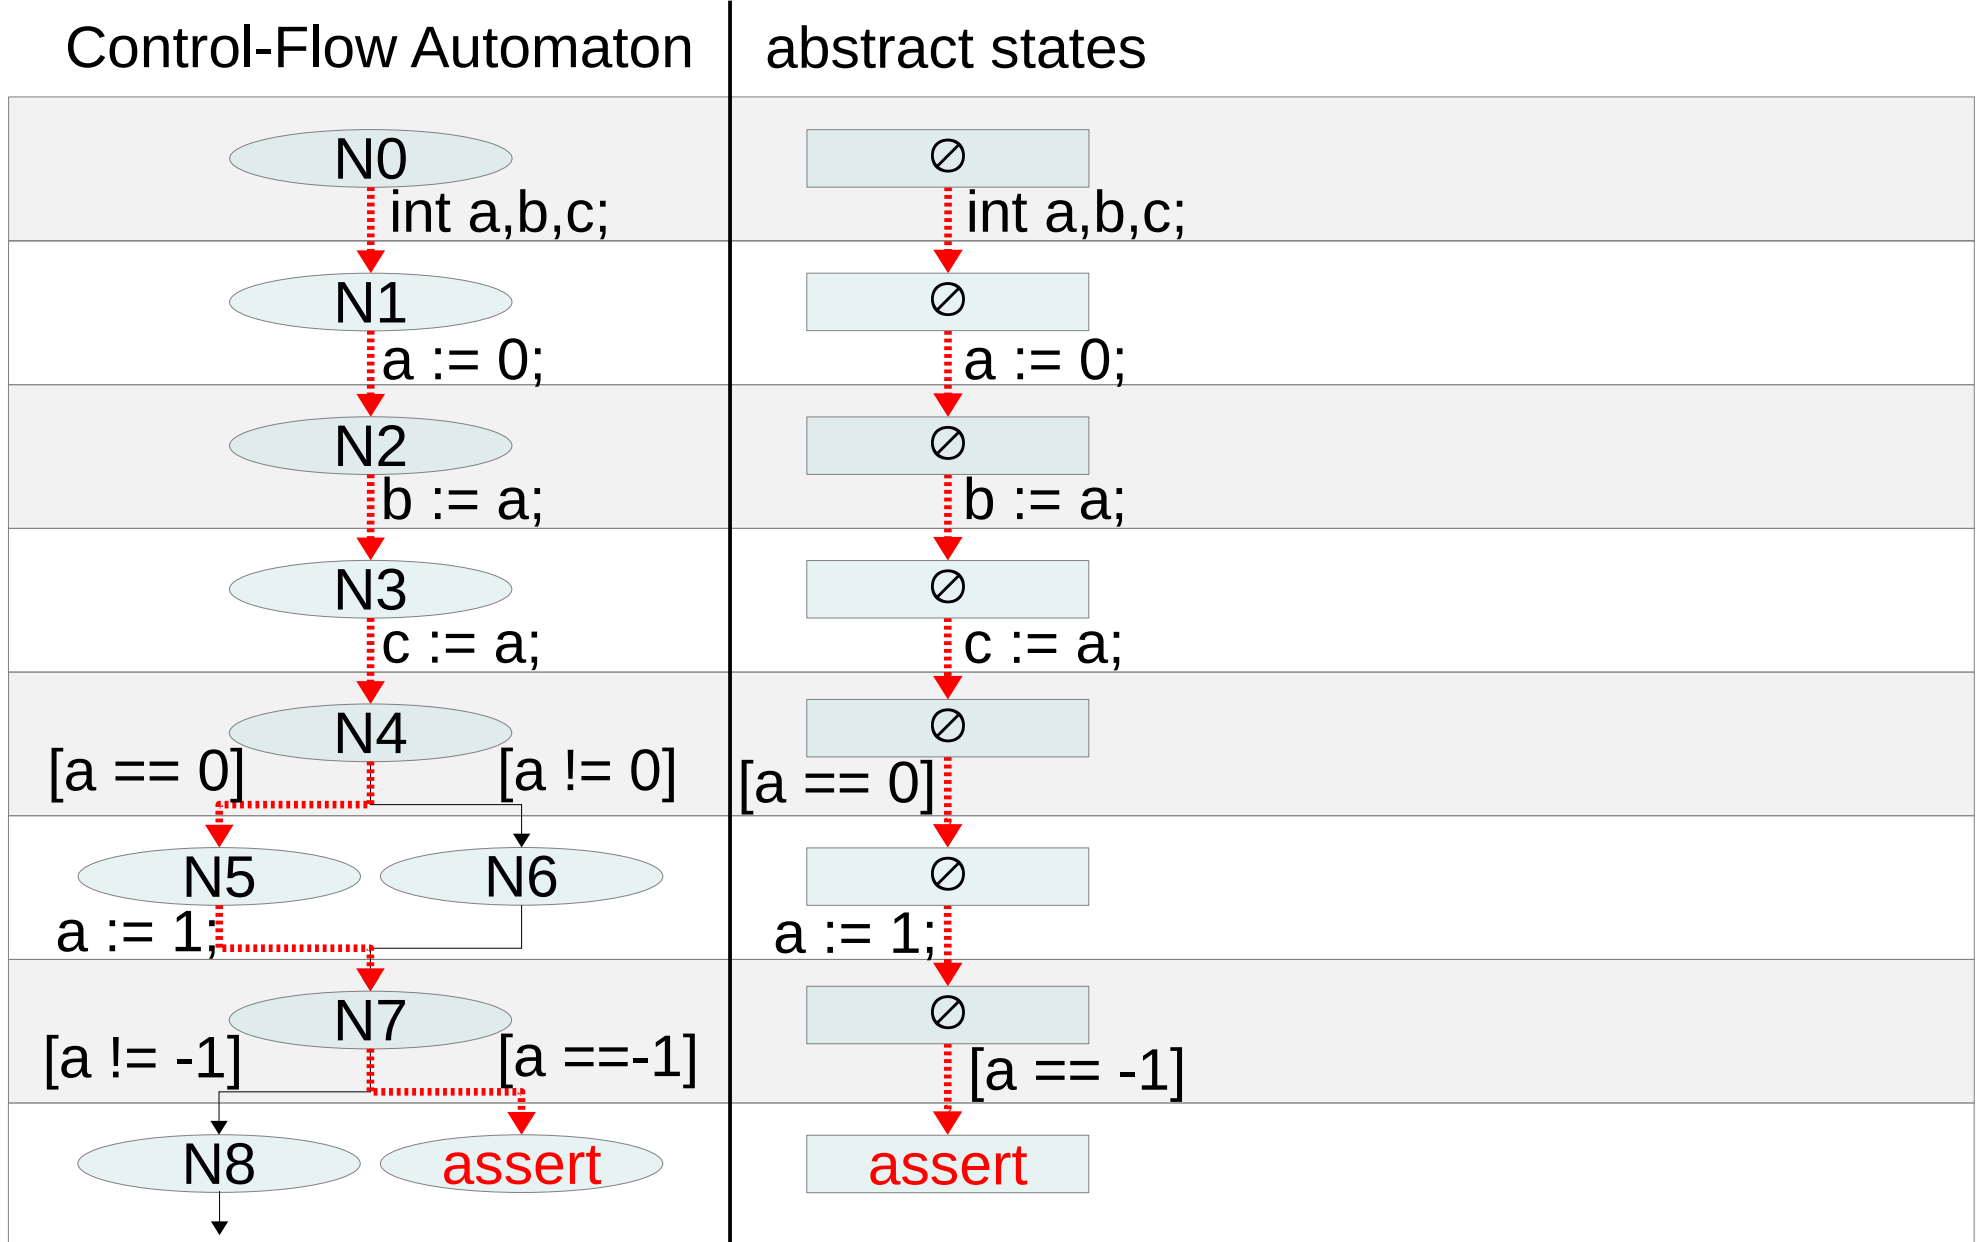 Control-Flow Automaton abstract states
N0 ∅
int a,b,c; int a,b,c;
N1 ∅
a := 0; a := 0;
N2 ∅
b := a; b := a;
N3 ∅
c := a; c := a;
N4 ∅
[a == 0] [a != 0] [a == 0]
N5 N6 ∅
a := 1; a := 1;
N7 ∅
[a != -1] [a ==-1] [a == -1]
N8 assert assert